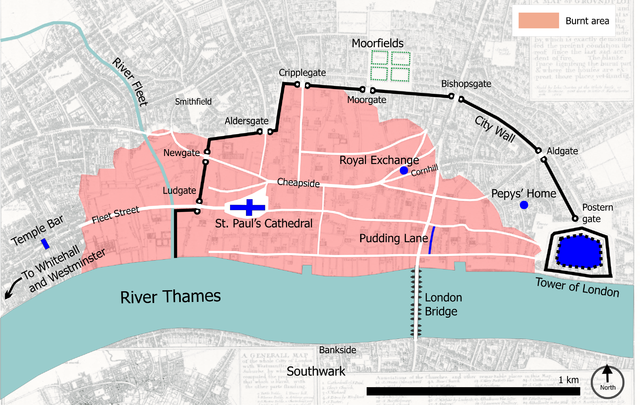 Burnt area
Moorfields
River Fleet
Cripplegate
Bishopsgate
Moorgate
Smithfield
Aldersgate
City Wall
Newgate
Royal Exchange
Aldgate
Cornhill
Cheapside
Ludgate
Pepys' Home
Fleet Street
Postern
gate
St. Paul's Cathedral
Temple Bar
Pudding Lane
To Whitehall
and Westminster
Tower of London
River Thames
London
Bridge
Bankside
Southwark
1 km
North
A GENERALL MAP